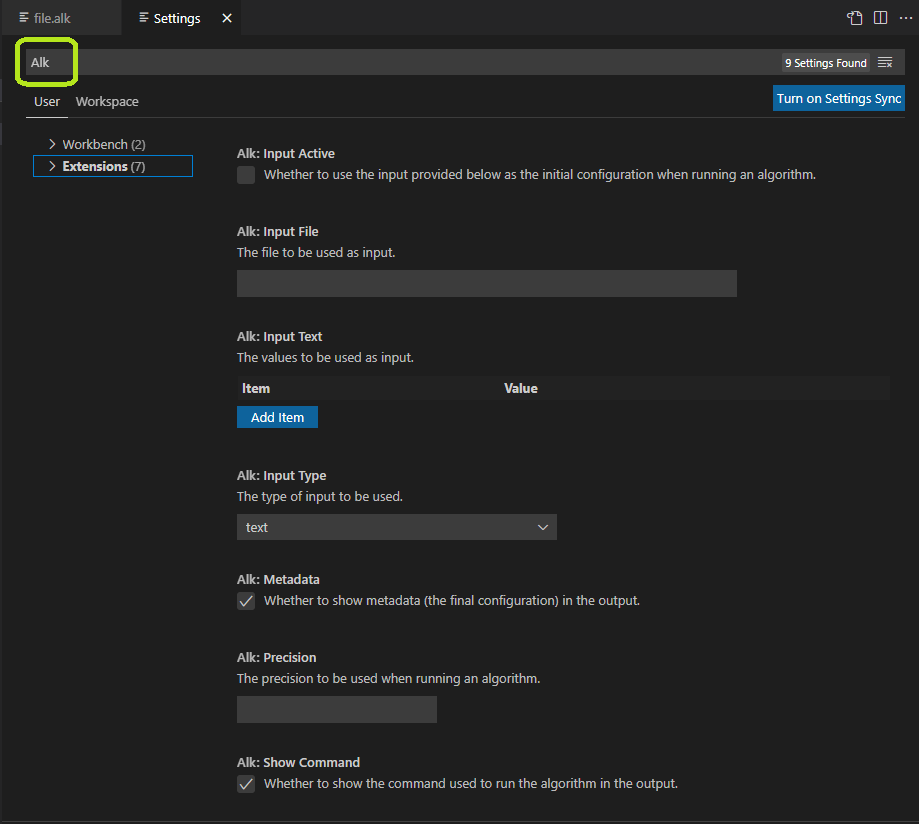 file.alk
Settings
Alk
9 Settings Found
User Workspace
Turn on Settings Sync
Workbench (2)
Extensions (7)
Alk: Input Active
Whether to use the input provided below as the initial configuration when running an algorithm.
Alk: Input File
The file to be used as input.
Alk: Input Text
The values to be used as input.
Item Value
Add Item
Alk: Input Type
The type of input to be used.
text
Alk: Metadata
Whether to show metadata (the final configuration) in the output.
Alk: Precision
The precision to be used when running an algorithm.
Alk: Show Command
Whether to show the command used to run the algorithm in the output.